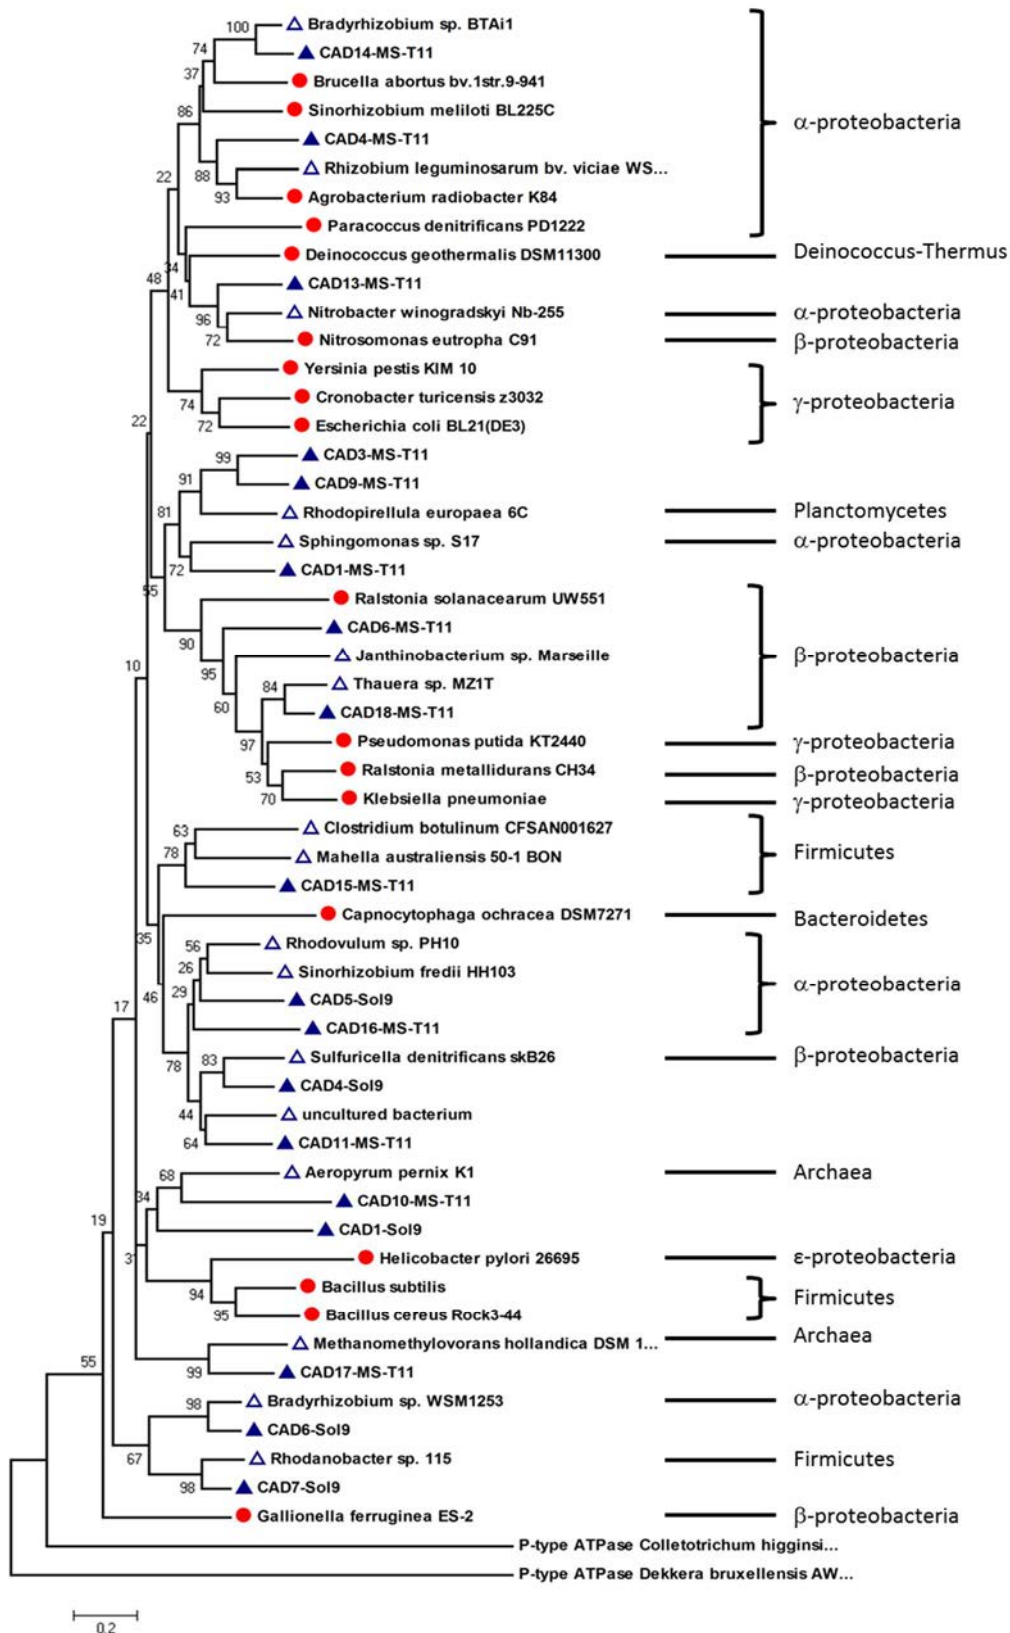 Bradyrhizobium sp. BTAi1
100
CAD14-MS-T11
74
37
Brucella abortus bv.1str.9-941
Sinorhizobium meliloti BL225C
86
α-proteobacteria
CAD4-MS-T11
Rhizobium leguminosarum bv. viciae WS...
88
22
93
Agrobacterium radiobacter K84
Paracoccus denitrificans PD1222
Deinococcus geothermalis DSM11300
Deinococcus-Thermus
34
48
41
CAD13-MS-T11
Nitrobacter winogradskyi Nb-255
α-proteobacteria
96
72
Nitrosomonas eutropha C91
β-proteobacteria
Yersinia pestis KIM 10
Cronobacter turicensis z3032
γ-proteobacteria
74
72
Escherichia coli BL21(DE3)
22
CAD3-MS-T11
99
CAD9-MS-T11
91
Rhodopirellula europaea 6C
Planctomycetes
81
Sphingomonas sp. S17
α-proteobacteria
72
CAD1-MS-T11
55
Ralstonia solanacearum UW551
CAD6-MS-T11
90
Janthinobacterium sp. Marseille
β-proteobacteria
10
95
84
Thauera sp. MZ1T
60
CAD18-MS-T11
97
Pseudomonas putida KT2440
γ-proteobacteria
53
Ralstonia metallidurans CH34
β-proteobacteria
70
Klebsiella pneumoniae
γ-proteobacteria
63
Clostridium botulinum CFSAN001627
78
Mahella australiensis 50-1 BON
Firmicutes
CAD15-MS-T11
Capnocytophaga ochracea DSM7271
Bacteroidetes
35
56
Rhodovulum sp. PH10
26
Sinorhizobium fredii HH103
α-proteobacteria
46
29
CAD5-Sol9
17
CAD16-MS-T11
78
83
Sulfuricella denitrificans skB26
β-proteobacteria
CAD4-Sol9
44
uncultured bacterium
64
CAD11-MS-T11
68
Aeropyrum pernix K1
Archaea
34
CAD10-MS-T11
19
CAD1-Sol9
Helicobacter pylori 26695
ε-proteobacteria
94
Bacillus subtilis
Firmicutes
95
Bacillus cereus Rock3-44
Methanomethylovorans hollandica DSM 1...
Archaea
55
99
CAD17-MS-T11
98
Bradyrhizobium sp. WSM1253
α-proteobacteria
CAD6-Sol9
67
Rhodanobacter sp. 115
Firmicutes
98
CAD7-Sol9
Gallionella ferruginea ES-2
β-proteobacteria
P-type ATPase Colletotrichum higginsi...
P-type ATPase Dekkera bruxellensis AW...
0.2